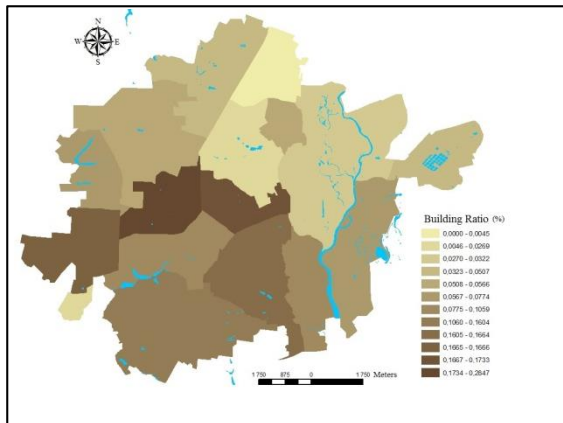 N
W E
S
Building Ratio (%)
0,0000 - 0,0045
0,0046 - 0,0269
0,0270 - 0,0322
0,0323 - 0,0507
0,0508 - 0,0566
0,0567 - 0,0774
0,0775 - 0,1059
0,1060 - 0,1604
0,1605 - 0,1664
0,1665 - 0,1666
0,1667 - 0,1733
0,1734 - 0,2847
1 750 875 0 1 750 Meters